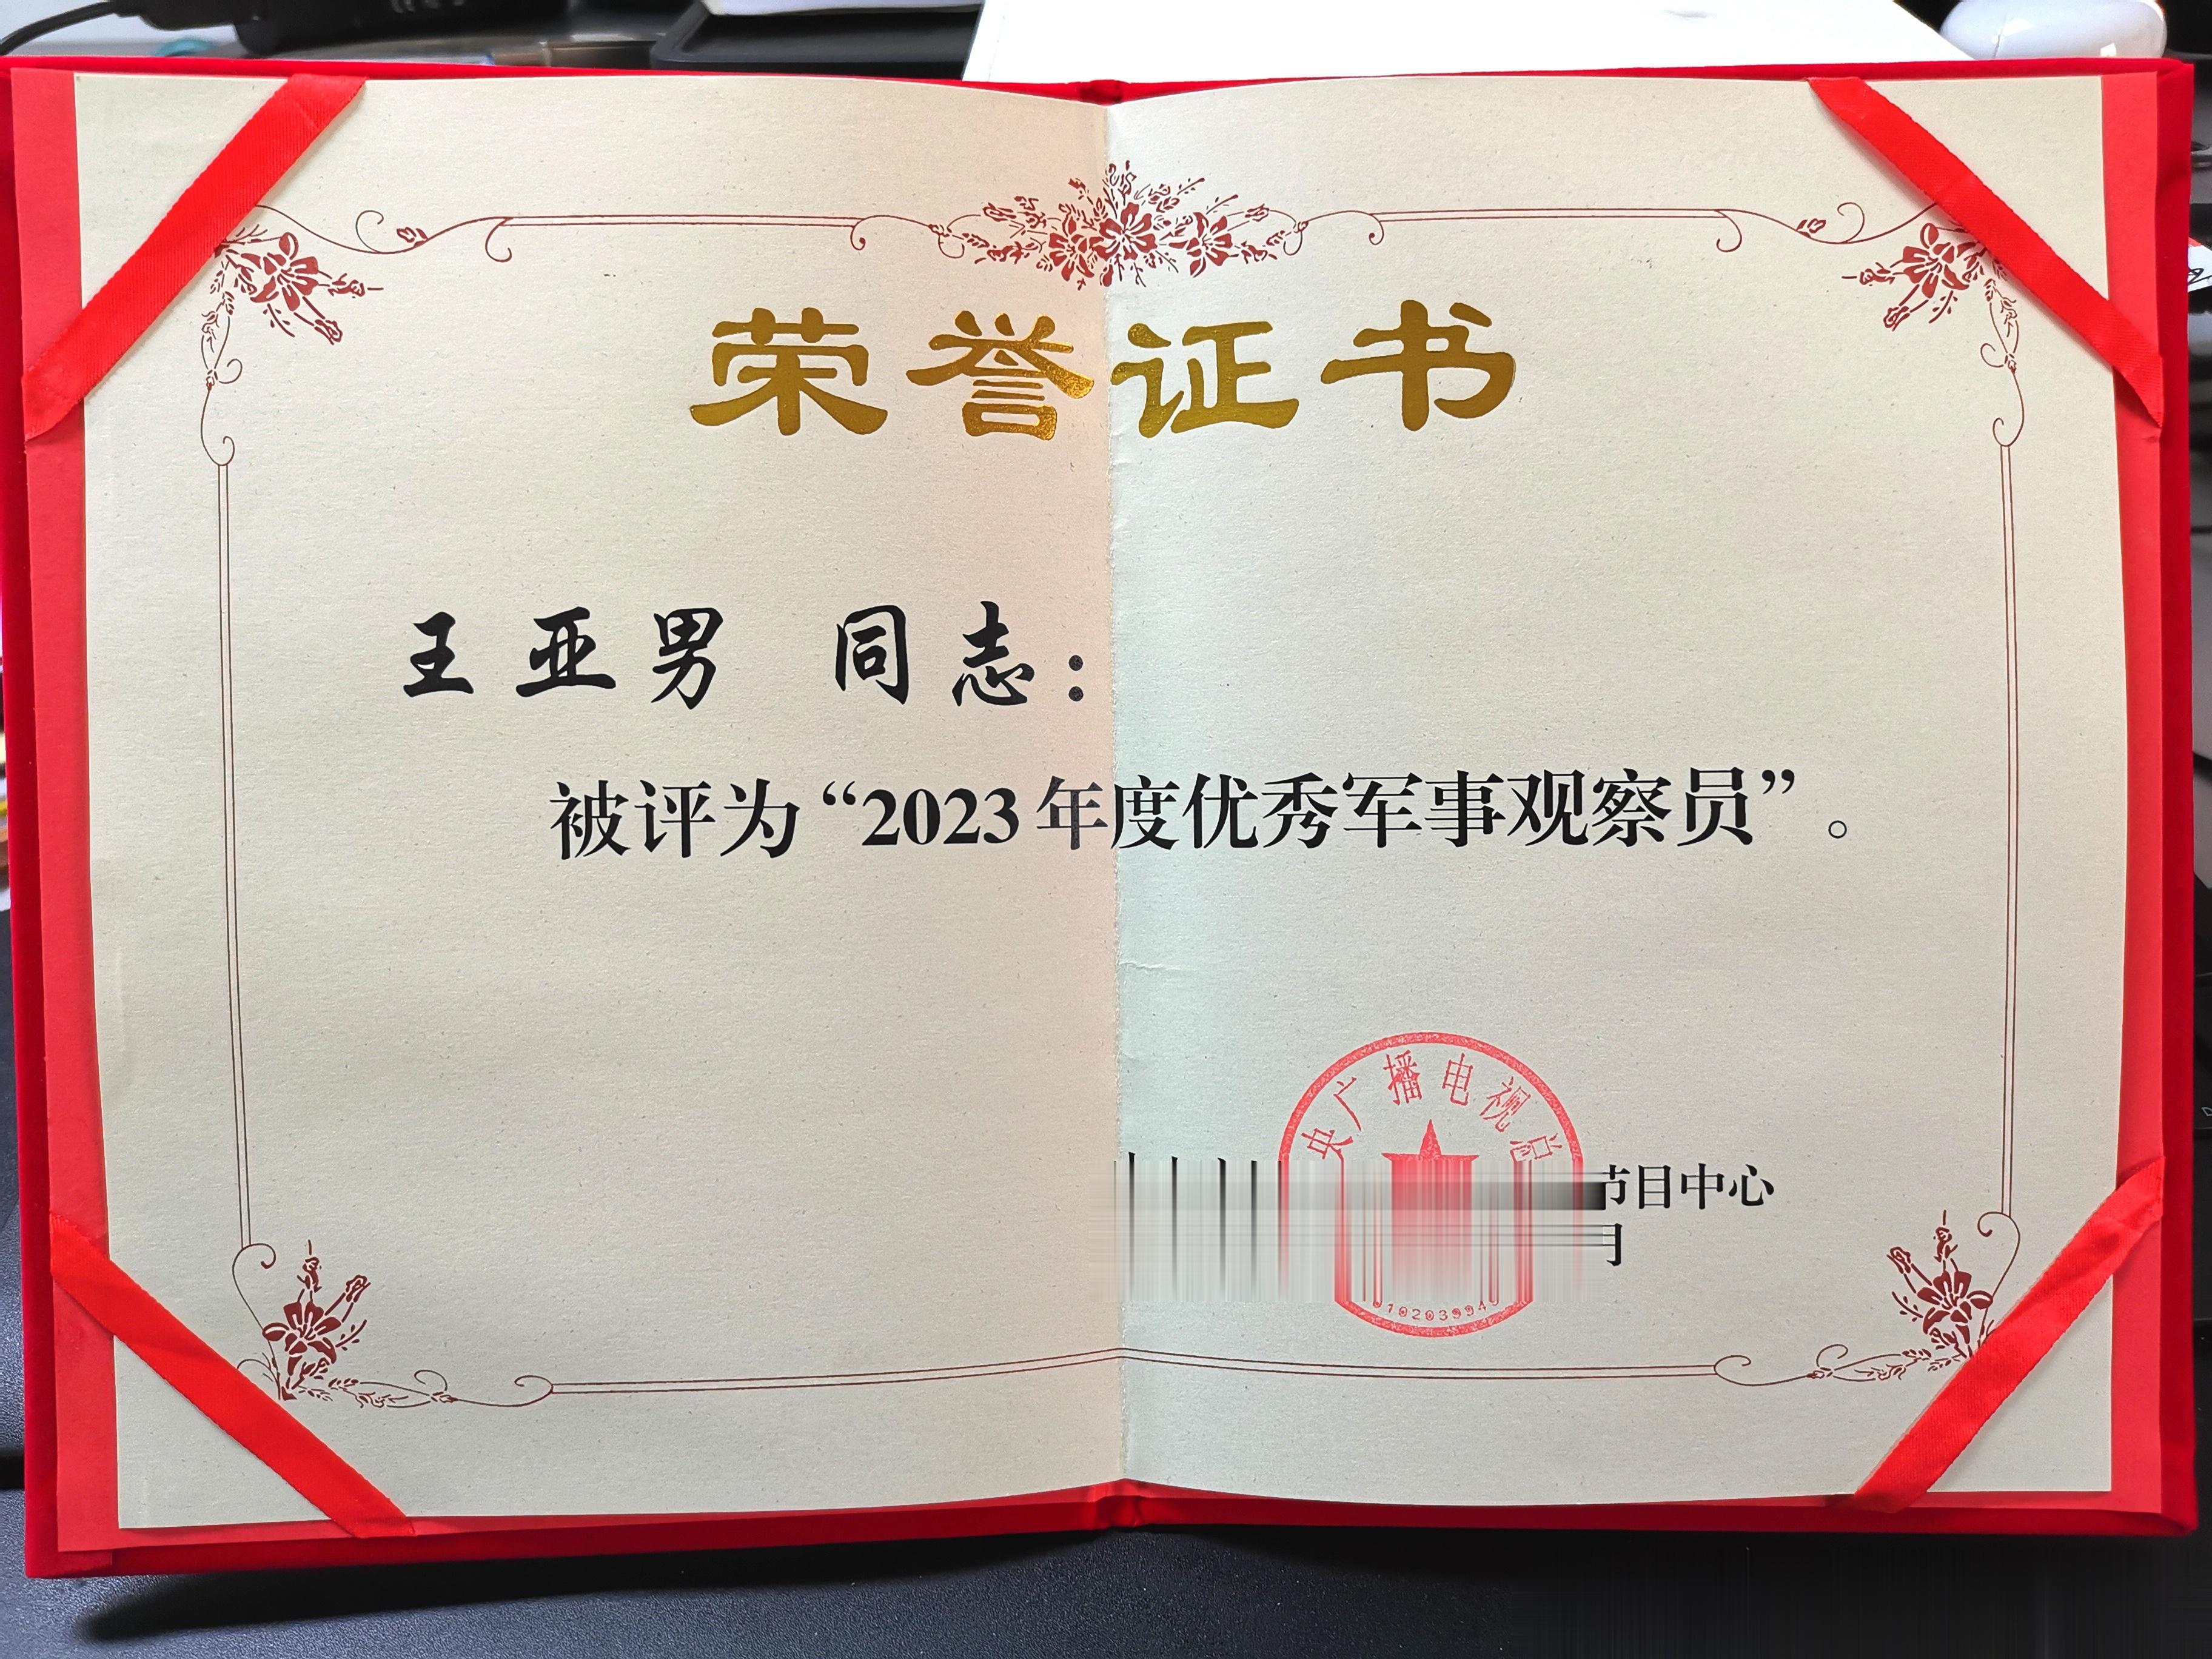 荣誉证书
王亚男 同志：
被评为“2023年度优秀军事观察员”。
央广播电视总
节目中心
月